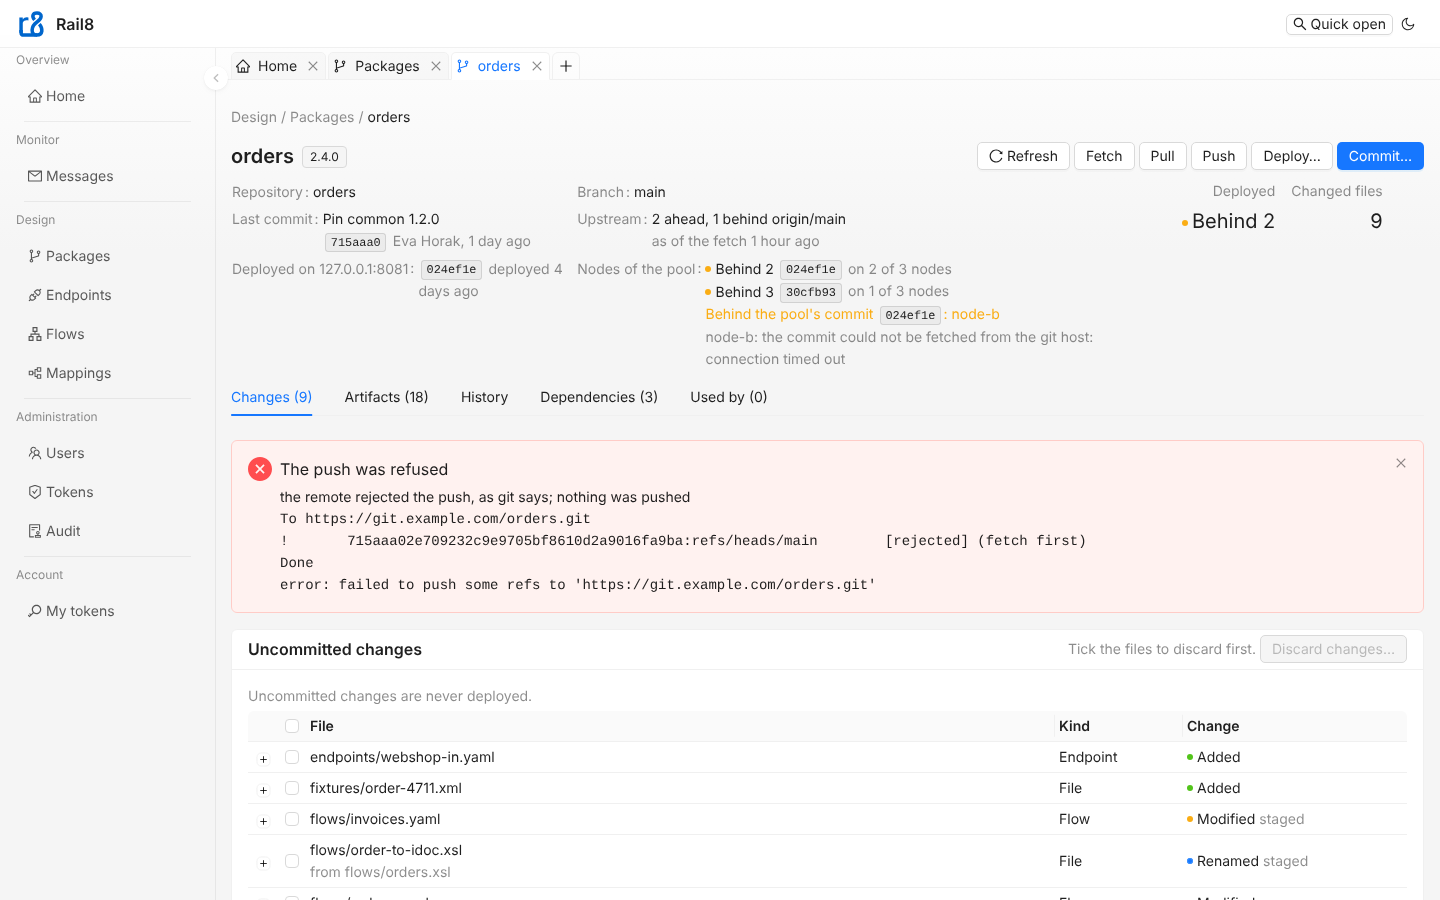 r8 Rail8
Quick open
Overview
Home
Monitor
Messages
Design
Packages
Endpoints
Flows
Mappings
Administration
Users
Tokens
Audit
Account
My tokens
Home
Packages
orders
Design / Packages / orders
orders 2.4.0
Refresh
Fetch
Pull
Push
Deploy...
Commit...
Repository: orders
Branch: main
Last commit: Pin common 1.2.0
715aaa0 Eva Horak, 1 day ago
Upstream: 2 ahead, 1 behind origin/main
as of the fetch 1 hour ago
Deployed
Behind 2
Changed files
9
Deployed on 127.0.0.1:8081: 024ef1e deployed 4
days ago
Nodes of the pool: Behind 2 024ef1e on 2 of 3 nodes
Behind 3 30cfb93 on 1 of 3 nodes
Behind the pool's commit 024ef1e: node-b
node-b: the commit could not be fetched from the git host:
connection timed out
Changes (9)
Artifacts (18)
History
Dependencies (3)
Used by (0)
The push was refused
the remote rejected the push, as git says; nothing was pushed
To https://git.example.com/orders.git
! 715aaa02e709232c9e9705bf8610d2a9016fa9ba:refs/heads/main [rejected] (fetch first)
Done
error: failed to push some refs to 'https://git.example.com/orders.git'
Uncommitted changes
Tick the files to discard first.
Discard changes...
Uncommitted changes are never deployed.
File Kind Change
endpoints/webshop-in.yaml Endpoint Added
fixtures/order-4711.xml File Added
flows/invoices.yaml Flow Modified staged
flows/order-to-idoc.xsl File Renamed staged
from flows/orders.xsl